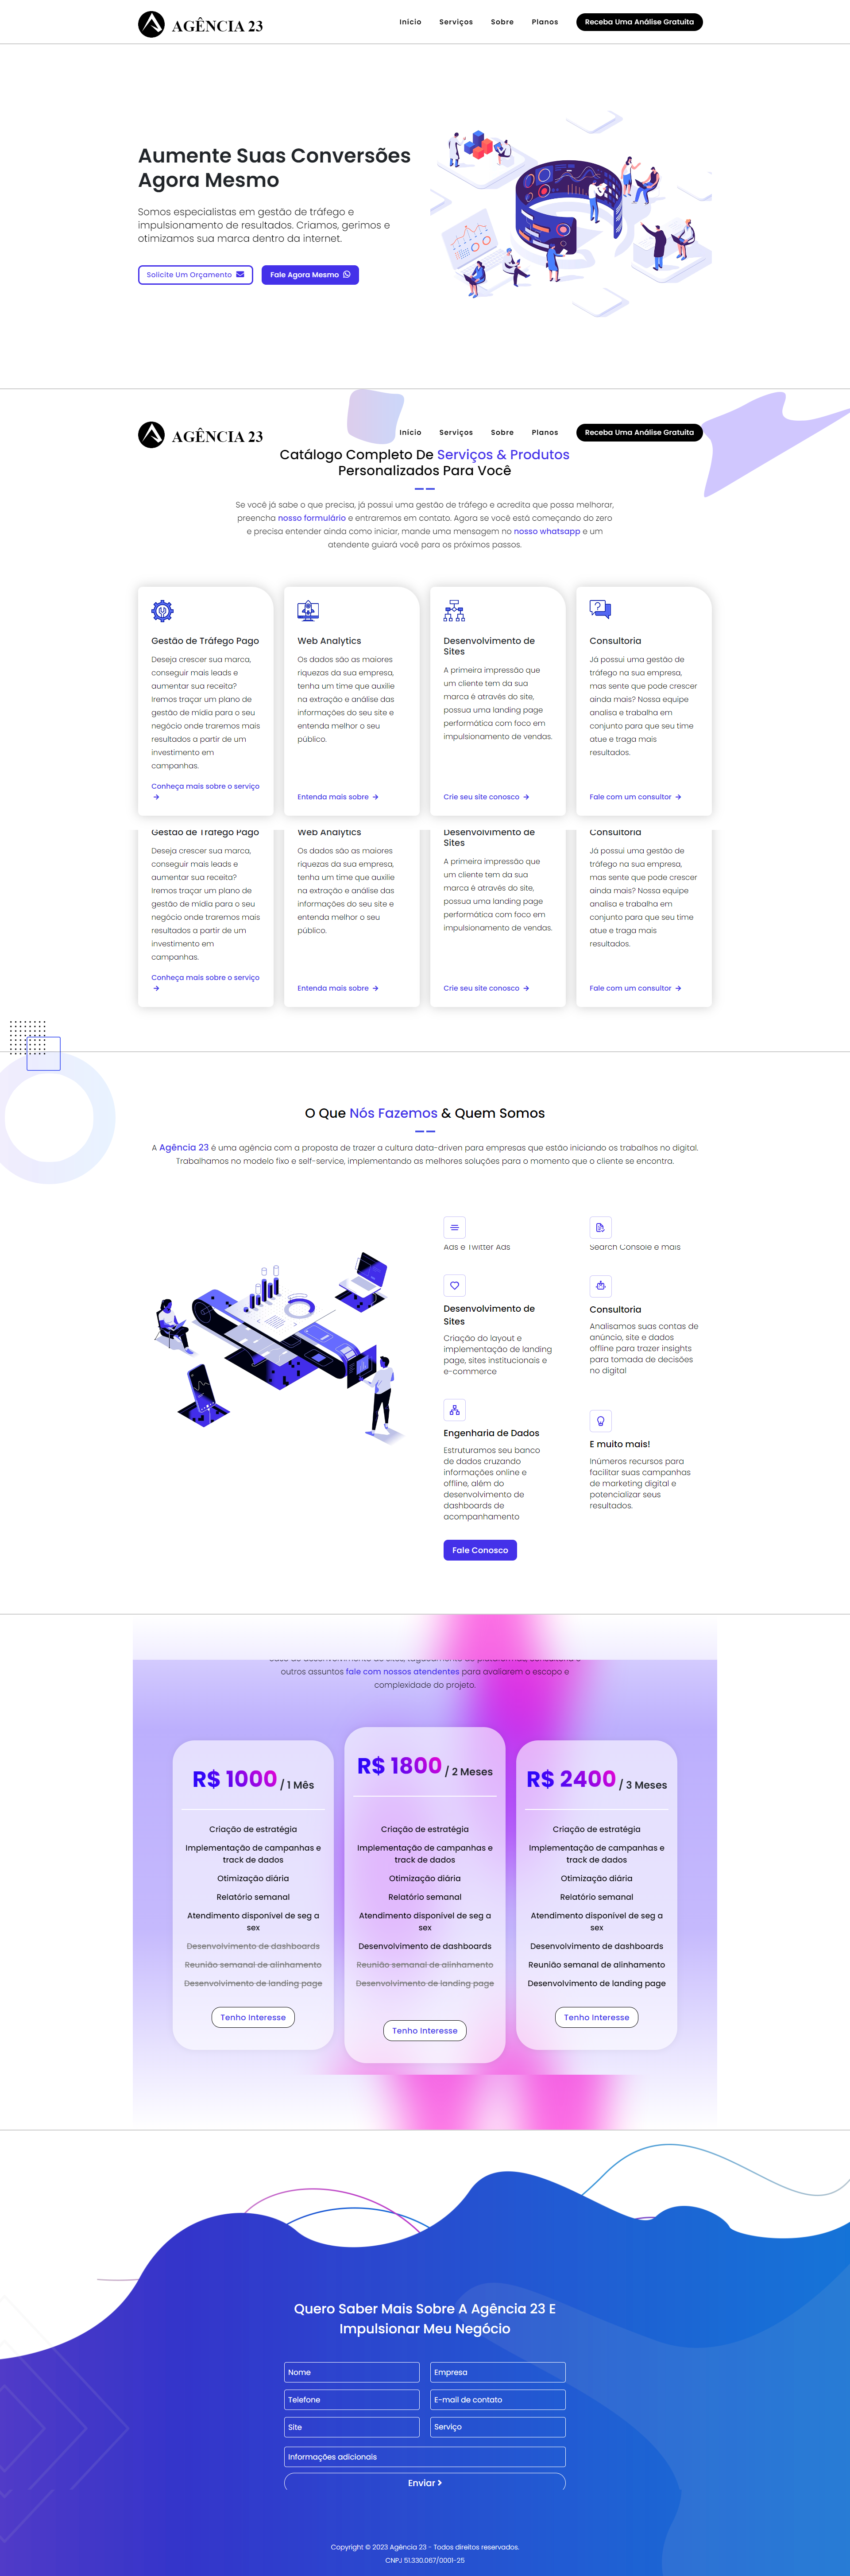 AGÊNCIA 23
Início Serviços Sobre Planos Receba Uma Análise Gratuita
Aumente Suas Conversões
Agora Mesmo
Somos especialistas em gestão de tráfego e
impulsionamento de resultados. Criamos, gerimos e
otimizamos sua marca dentro da internet.
Solicite Um Orçamento
Fale Agora Mesmo
AGÊNCIA 23
Início Serviços Sobre Planos Receba Uma Análise Gratuita
Catálogo Completo De Serviços & Produtos
Personalizados Para Você
Se você já sabe o que precisa, já possui uma gestão de tráfego e acredita que possa melhorar,
preencha nosso formulário e entraremos em contato. Agora se você está começando do zero
e precisa entender ainda como iniciar, mande uma mensagem no nosso whatsapp e um
atendente guiará você para os próximos passos.
Gestão de Tráfego Pago
Deseja crescer sua marca,
conseguir mais leads e
aumentar sua receita?
Iremos traçar um plano de
gestão de mídia para o seu
negócio onde traremos mais
resultados a partir de um
investimento em
campanhas.
Conheça mais sobre o serviço
Web Analytics
Os dados são as maiores
riquezas da sua empresa,
tenha um time que auxilie
na extração e análise das
informações do seu site e
entenda melhor o seu
público.
Entenda mais sobre
Desenvolvimento de
Sites
A primeira impressão que
um cliente tem da sua
marca é através do site,
possua uma landing page
performática com foco em
impulsionamento de vendas.
Crie seu site conosco
Consultoria
Já possui uma gestão de
tráfego na sua empresa,
mas sente que pode crescer
ainda mais? Nossa equipe
analisa e trabalha em
conjunto para que seu time
atue e traga mais
resultados.
Fale com um consultor
Gestão de Tráfego Pago
Deseja crescer sua marca,
conseguir mais leads e
aumentar sua receita?
Iremos traçar um plano de
gestão de mídia para o seu
negócio onde traremos mais
resultados a partir de um
investimento em
campanhas.
Conheça mais sobre o serviço
Web Analytics
Os dados são as maiores
riquezas da sua empresa,
tenha um time que auxilie
na extração e análise das
informações do seu site e
entenda melhor o seu
público.
Entenda mais sobre
Desenvolvimento de
Sites
A primeira impressão que
um cliente tem da sua
marca é através do site,
possua uma landing page
performática com foco em
impulsionamento de vendas.
Crie seu site conosco
Consultoria
Já possui uma gestão de
tráfego na sua empresa,
mas sente que pode crescer
ainda mais? Nossa equipe
analisa e trabalha em
conjunto para que seu time
atue e traga mais
resultados.
Fale com um consultor
O Que Nós Fazemos & Quem Somos
A Agência 23 é uma agência com a proposta de trazer a cultura data-driven para empresas que estão iniciando os trabalhos no digital.
Trabalhamos no modelo fixo e self-service, implementando as melhores soluções para o momento que o cliente se encontra.
Ads e Twitter Ads
Search Console e mais
Desenvolvimento de
Sites
Criação do layout e
implementação de landing
page, sites institucionais e
e-commerce
Consultoria
Analisamos suas contas de
anúncio, site e dados
offline para trazer insights
para tomada de decisões
no digital
Engenharia de Dados
Estruturamos seu banco
de dados cruzando
informações online e
offline, além do
desenvolvimento de
dashboards de
acompanhamento
E muito mais!
Inúmeros recursos para
facilitar suas campanhas
de marketing digital e
potencializar seus
resultados.
Fale Conosco
outros assuntos fale com nossos atendentes para avaliarem o escapo e
complexidade do projeto.
R$ 1000 / 1 Mês
Criação de estratégia
Implementação de campanhas e
track de dados
Otimização diária
Relatório semanal
Atendimento disponível de seg a
sex
Desenvolvimento de dashboards
Reunião semanal de alinhamento
Desenvolvimento de landing page
Tenho Interesse
R$ 1800 / 2 Meses
Criação de estratégia
Implementação de campanhas e
track de dados
Otimização diária
Relatório semanal
Atendimento disponível de seg a
sex
Desenvolvimento de dashboards
Reunião semanal de alinhamento
Desenvolvimento de landing page
Tenho Interesse
R$ 2400 / 3 Meses
Criação de estratégia
Implementação de campanhas e
track de dados
Otimização diária
Relatório semanal
Atendimento disponível de seg a
sex
Desenvolvimento de dashboards
Reunião semanal de alinhamento
Desenvolvimento de landing page
Tenho Interesse
Quero Saber Mais Sobre A Agência 23 E
Impulsionar Meu Negócio
Nome
Empresa
Telefone
E-mail de contato
Site
Serviço
Informações adicionais
Enviar
Copyright © 2023 Agência 23 - Todos direitos reservados.
CNPJ 51.330.067/0001-25